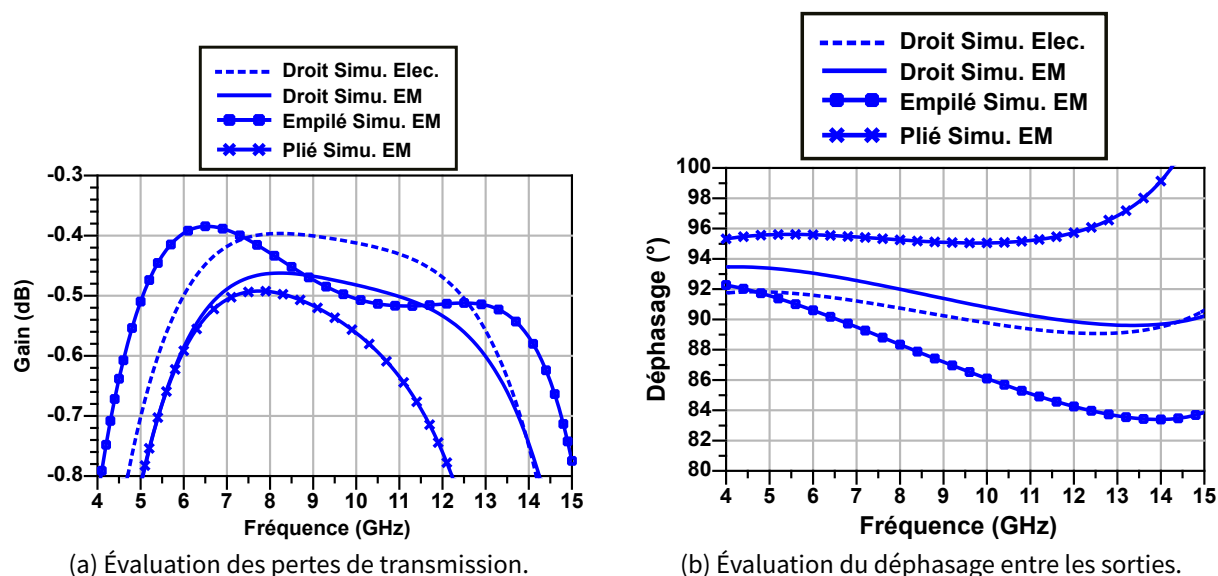 Droit Simu. Elec.
Droit Simu. EM
Empilé Simu. EM
Plié Simu. EM
-0.3
-0.4
-0.5
-0.6
-0.7
-0.8
Gain (dB)
4 5 6 7 8 9 10 11 12 13 14 15
Fréquence (GHz)
(a) Évaluation des pertes de transmission.
Droit Simu. Elec.
Droit Simu. EM
Empilé Simu. EM
Plié Simu. EM
100
98
96
94
92
90
88
86
84
82
80
Déphasage (°)
4 5 6 7 8 9 10 11 12 13 14 15
Fréquence (GHz)
(b) Évaluation du déphasage entre les sorties.